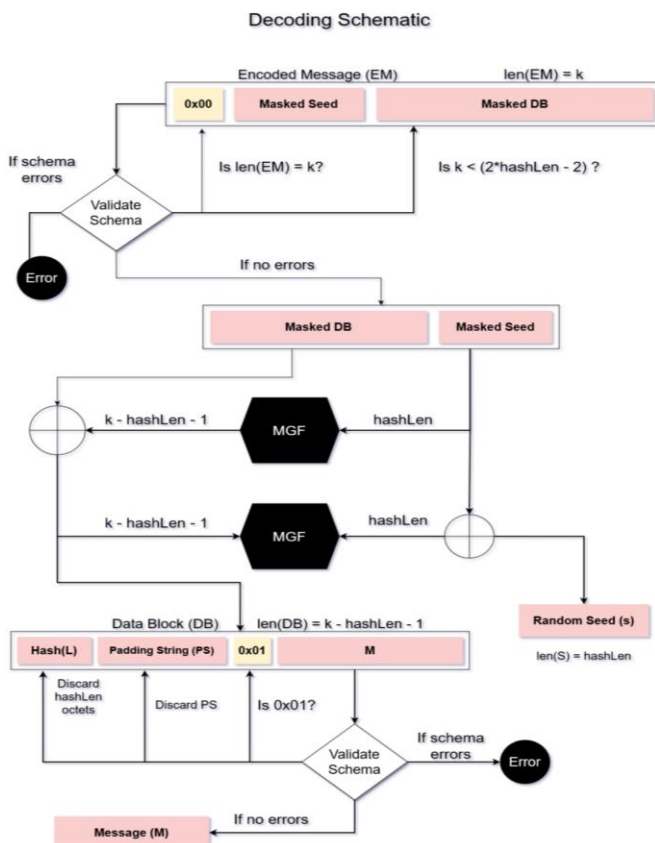 Decoding Schematic
Encoded Message (EM) len(EM) = k
0x00 Masked Seed Masked DB
If schema
errors
Is len(EM) = k? Is k < (2*hashLen - 2) ?
Validate
Schema
Error
If no errors
Masked DB Masked Seed
k - hashLen - 1 MGF hashLen
k - hashLen - 1 MGF hashLen
Random Seed (s)
len(S) = hashLen
Data Block (DB) len(DB) = k - hashLen - 1
Hash(L) Padding String (PS) 0x01 M
Discard
hashLen
octets
Discard PS
Is 0x01?
Validate
Schema
If schema
errors
Error
If no errors
Message (M)